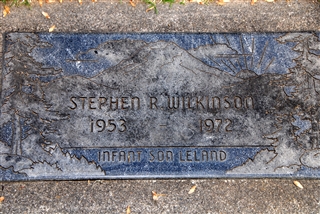 STEPHEN R. WILKINSON
1953 - 1972
INFANT SON LELAND